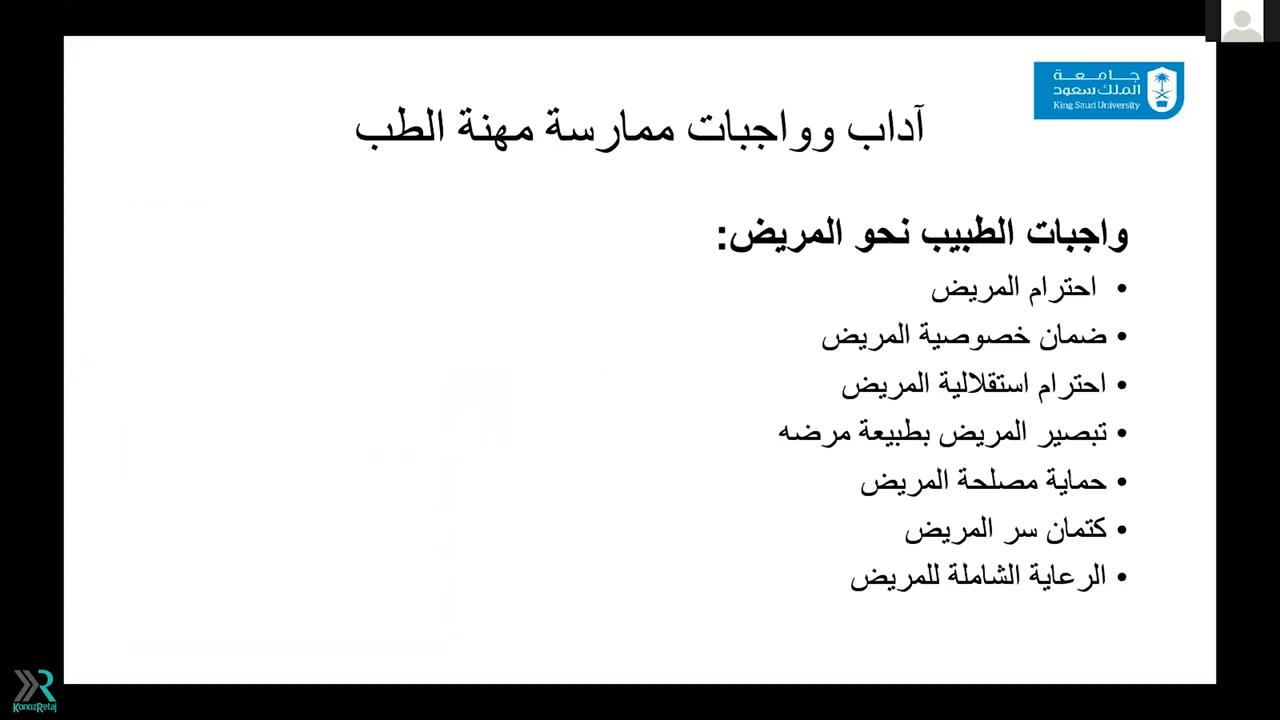 جامعة
الملك سعود
King Saud University
آداب وواجبات ممارسة مهنة الطب
واجبات الطبيب نحو المريض:
• احترام المريض
• ضمان خصوصية المريض
• احترام استقلالية المريض
• تبصير المريض بطبيعة مرضه
• حماية مصلحة المريض
• كتمان سر المريض
• الرعاية الشاملة للمريض
KonozRetaj